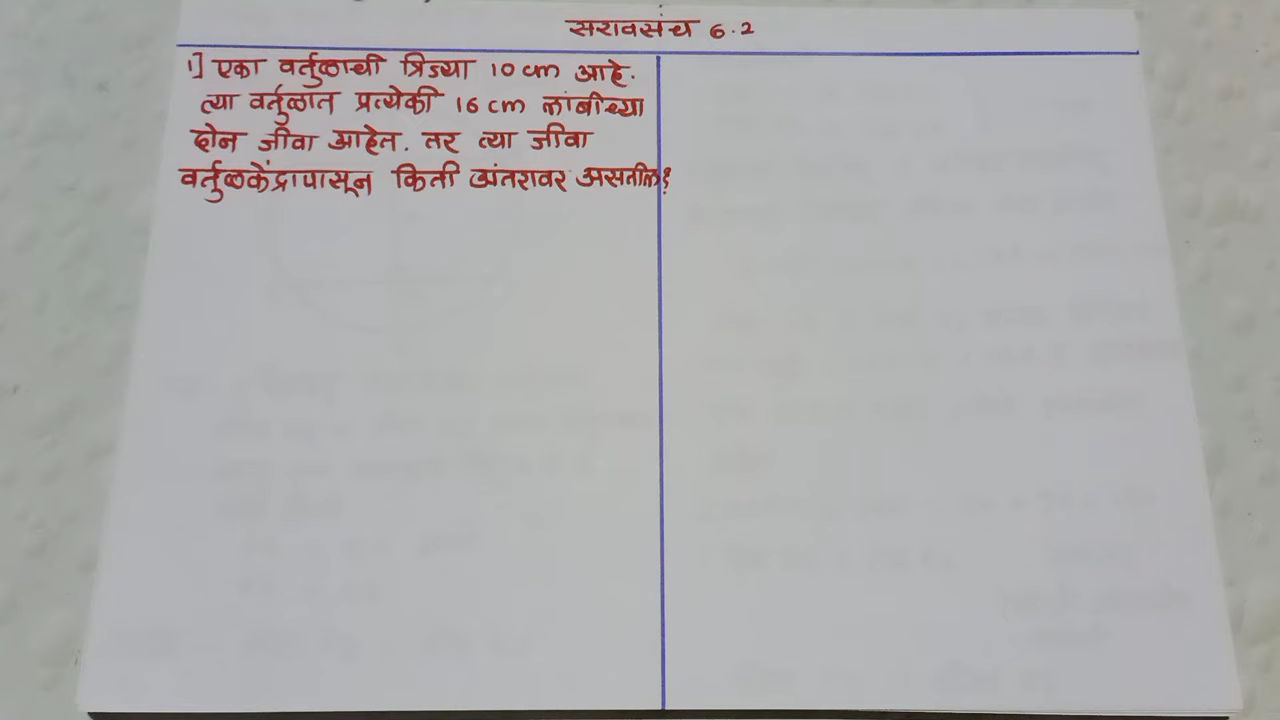 सरावसंच 6.2
1] एका वर्तुळाची त्रिज्या 10 cm आहे.
त्या वर्तुळात प्रत्येकी 16 cm लांबीच्या
दोन जीवा आहेत. तर त्या जीवा
वर्तुळकेंद्रापासून किती अंतरावर असतील?